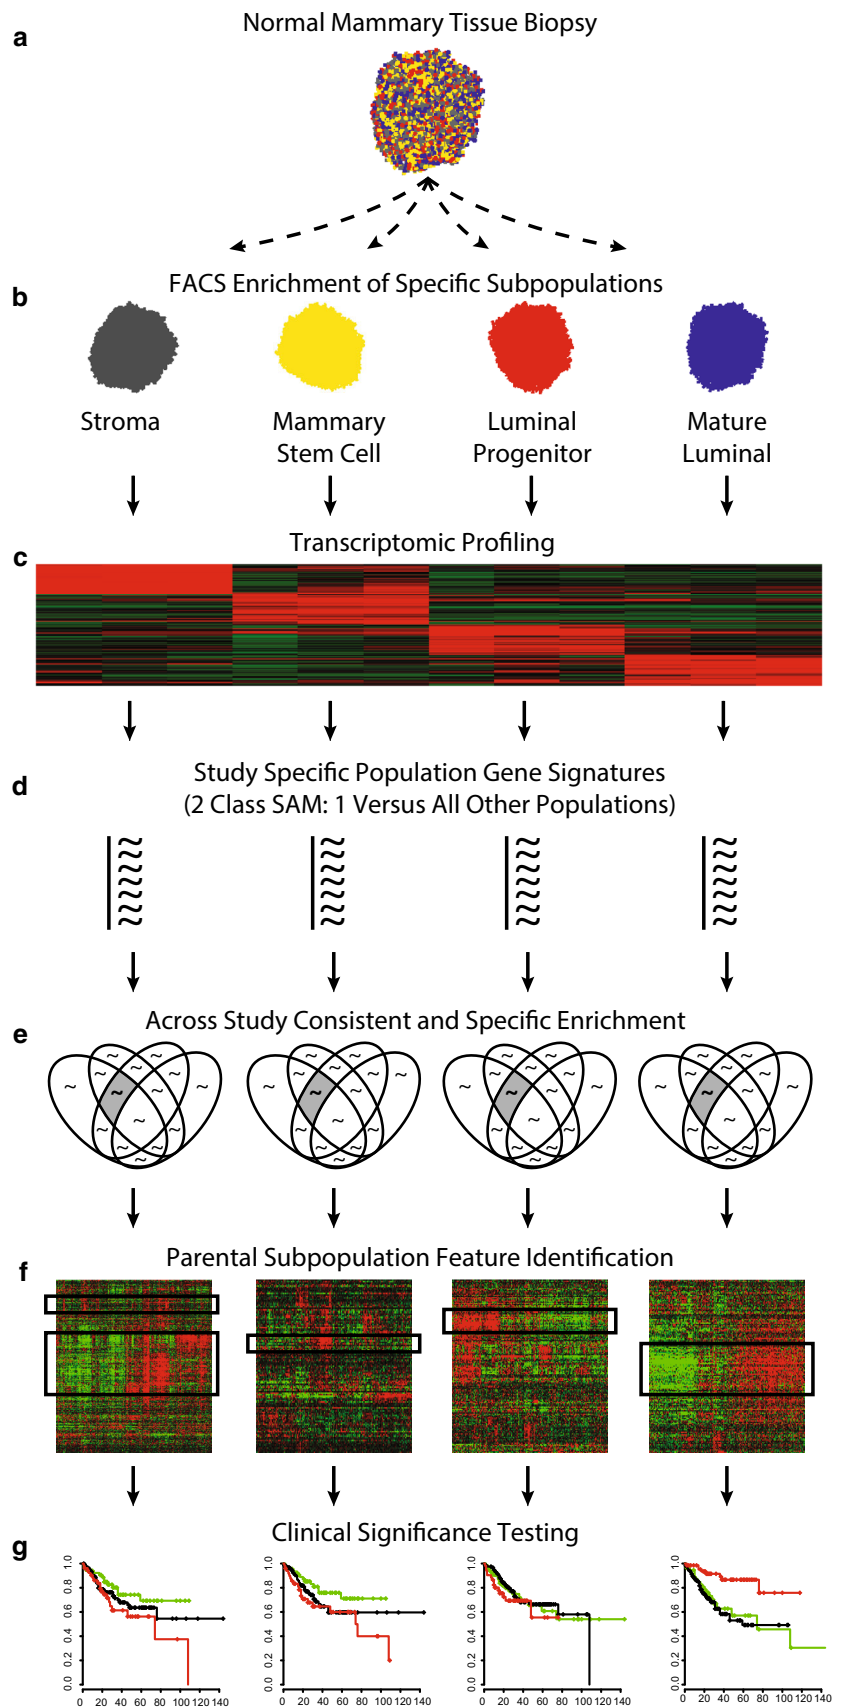 a
Normal Mammary Tissue Biopsy
b
FACS Enrichment of Specific Subpopulations
Stroma
Mammary
Stem Cell
Luminal
Progenitor
Mature
Luminal
c
Transcriptomic Profiling
d
Study Specific Population Gene Signatures
(2 Class SAM: 1 Versus All Other Populations)
e
Across Study Consistent and Specific Enrichment
f
Parental Subpopulation Feature Identification
g
Clinical Significance Testing
1.0
0.8
0.6
0.4
0.2
0.0
0 20 40 60 80 100 120 140
1.0
0.8
0.6
0.4
0.2
0.0
0 20 40 60 80 100 120 140
1.0
0.8
0.6
0.4
0.2
0.0
0 20 40 60 80 100 120 140
1.0
0.8
0.6
0.4
0.2
0.0
0 20 40 60 80 100 120 140